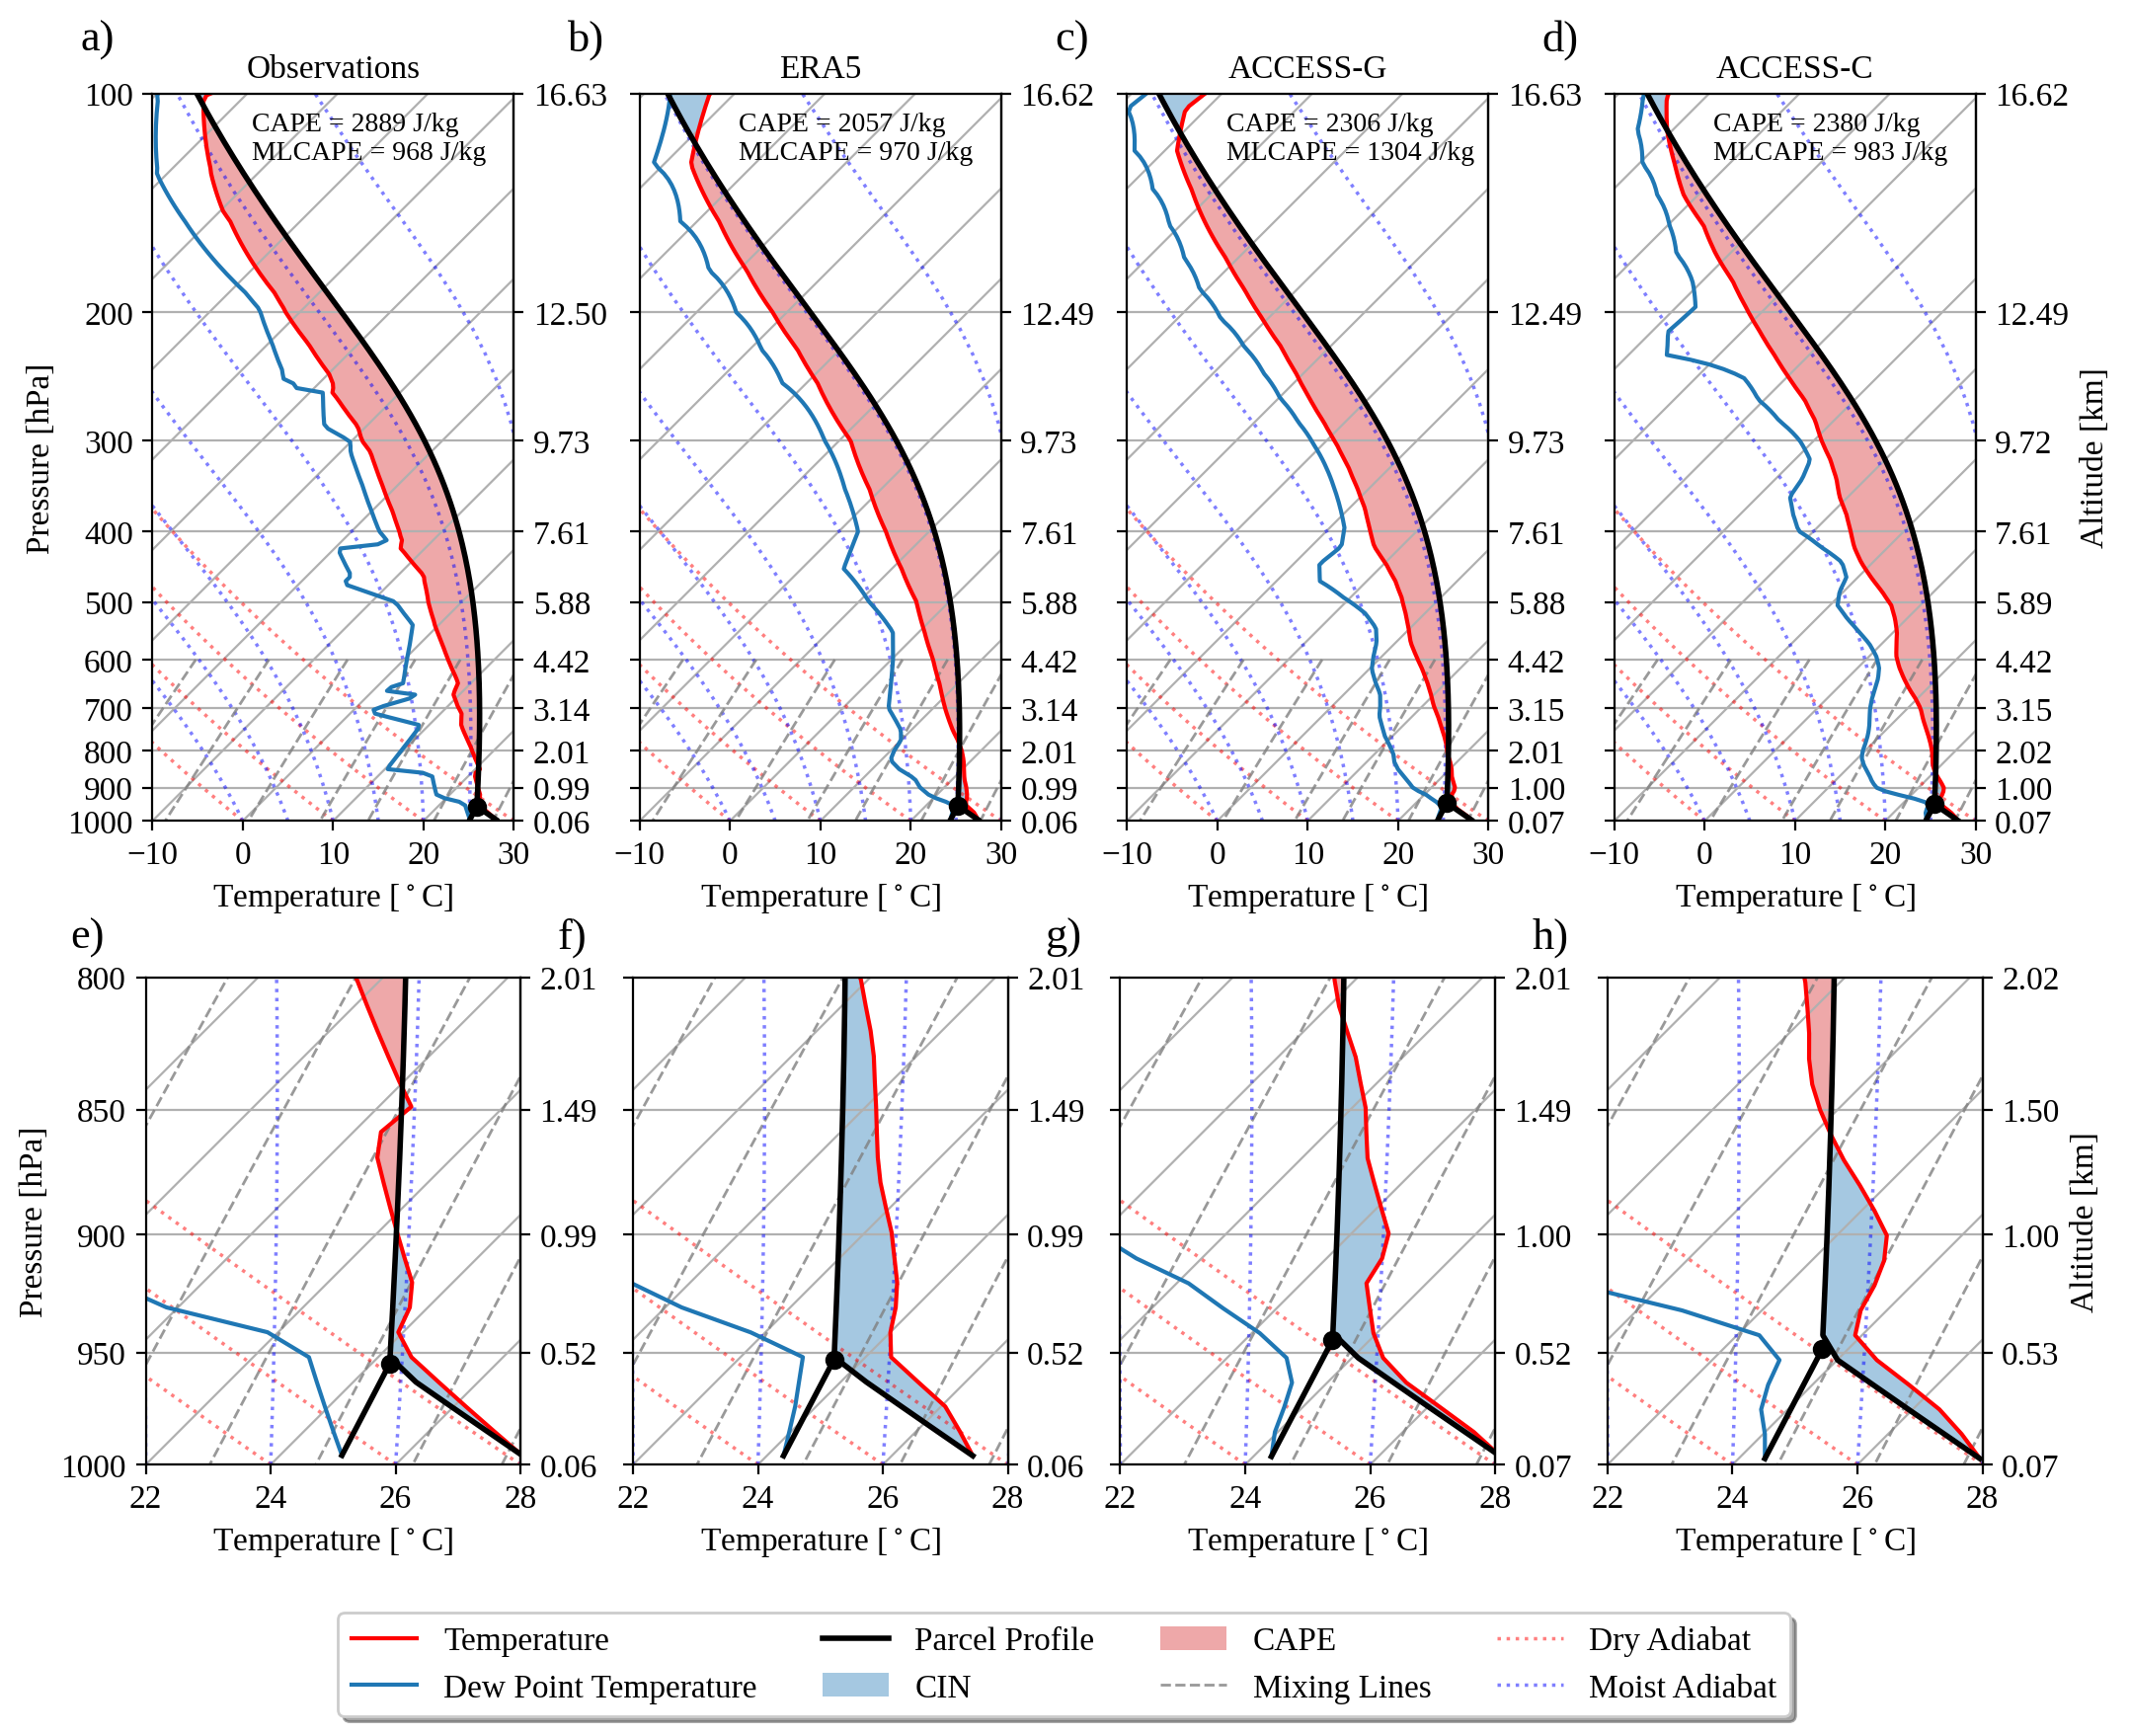 a)
Observations
b)
ERA5
c)
ACCESS-G
d)
ACCESS-C
CAPE = 2889 J/kg
MLCAPE = 968 J/kg
CAPE = 2057 J/kg
MLCAPE = 970 J/kg
CAPE = 2306 J/kg
MLCAPE = 1304 J/kg
CAPE = 2380 J/kg
MLCAPE = 983 J/kg
Pressure [hPa]
100 16.63 16.62 16.63 16.62
200 12.50 12.49 12.49 12.49
300 9.73 9.73 9.73 9.72
400 7.61 7.61 7.61 7.61
500 5.88 5.88 5.88 5.89
600 4.42 4.42 4.42 4.42
700 3.14 3.14 3.15 3.15
800 2.01 2.01 2.01 2.02
900 0.99 0.99 1.00 1.00
1000 0.06 0.06 0.07 0.07
Altitude [km]
−10 0 10 20 30 −10 0 10 20 30 −10 0 10 20 30 −10 0 10 20 30
Temperature [°C] Temperature [°C] Temperature [°C] Temperature [°C]
e) f) g) h)
Pressure [hPa]
800 2.01 2.01 2.01 2.02
850 1.49 1.49 1.49 1.50
900 0.99 0.99 1.00 1.00
950 0.52 0.52 0.52 0.53
1000 0.06 0.06 0.07 0.07
Altitude [km]
22 24 26 28 22 24 26 28 22 24 26 28 22 24 26 28
Temperature [°C] Temperature [°C] Temperature [°C] Temperature [°C]
Temperature
Dew Point Temperature
Parcel Profile
CIN
CAPE
Mixing Lines
Dry Adiabat
Moist Adiabat